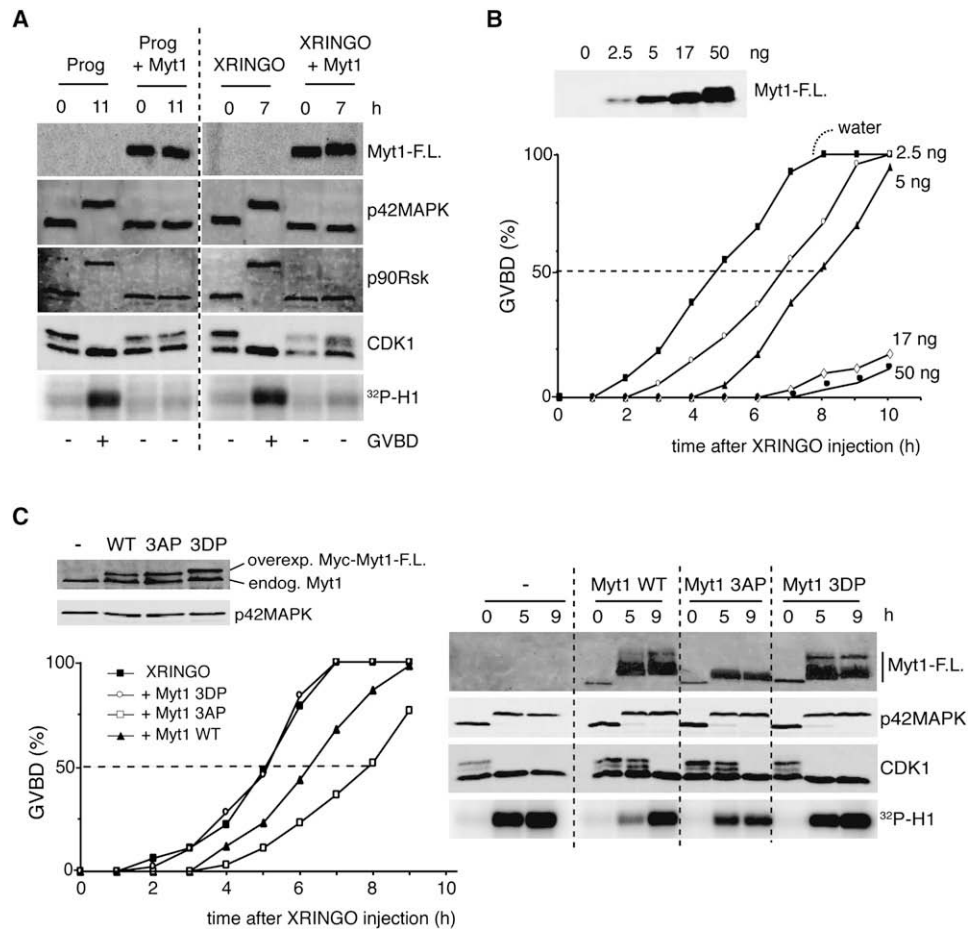 A
Prog
Prog
+ Myt1
XRINGO
XRINGO
+ Myt1
0 11 0 11 0 7 0 7 h
Myt1-F.L.
p42MAPK
p90Rsk
CDK1
32P-H1
- + - - - + - - GVBD
B
0 2.5 5 17 50 ng
Myt1-F.L.
water
100
50
0
GVBD (%)
2.5 ng
5 ng
17 ng
50 ng
0 2 4 6 8 10
time after XRINGO injection (h)
C
- WT 3AP 3DP
overexp. Myc-Myt1-F.L.
endog. Myt1
p42MAPK
100
50
0
GVBD (%)
XRINGO
+ Myt1 3DP
+ Myt1 3AP
+ Myt1 WT
0 2 4 6 8 10
time after XRINGO injection (h)
- Myt1 WT Myt1 3AP Myt1 3DP
0 5 9 0 5 9 0 5 9 0 5 9 h
Myt1-F.L.
p42MAPK
CDK1
32P-H1